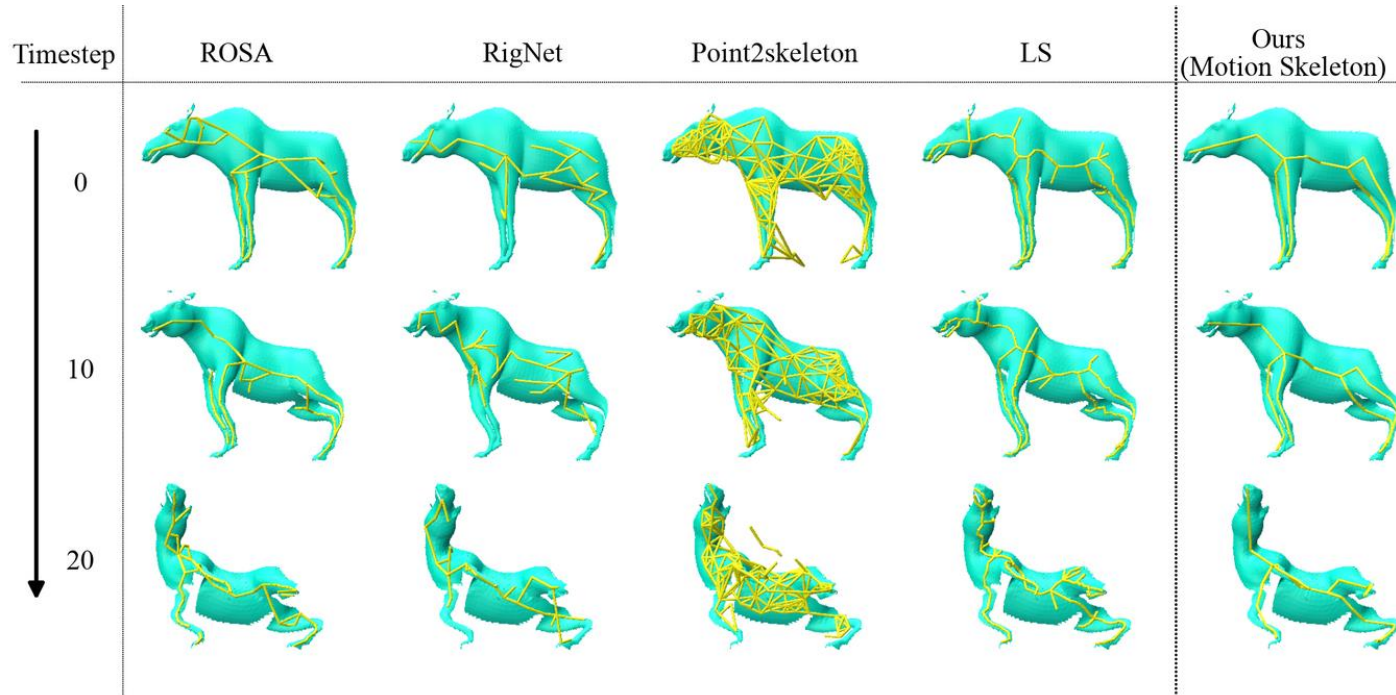 Timestep
ROSA
RigNet
Point2skeleton
LS
Ours
(Motion Skeleton)
0
10
20